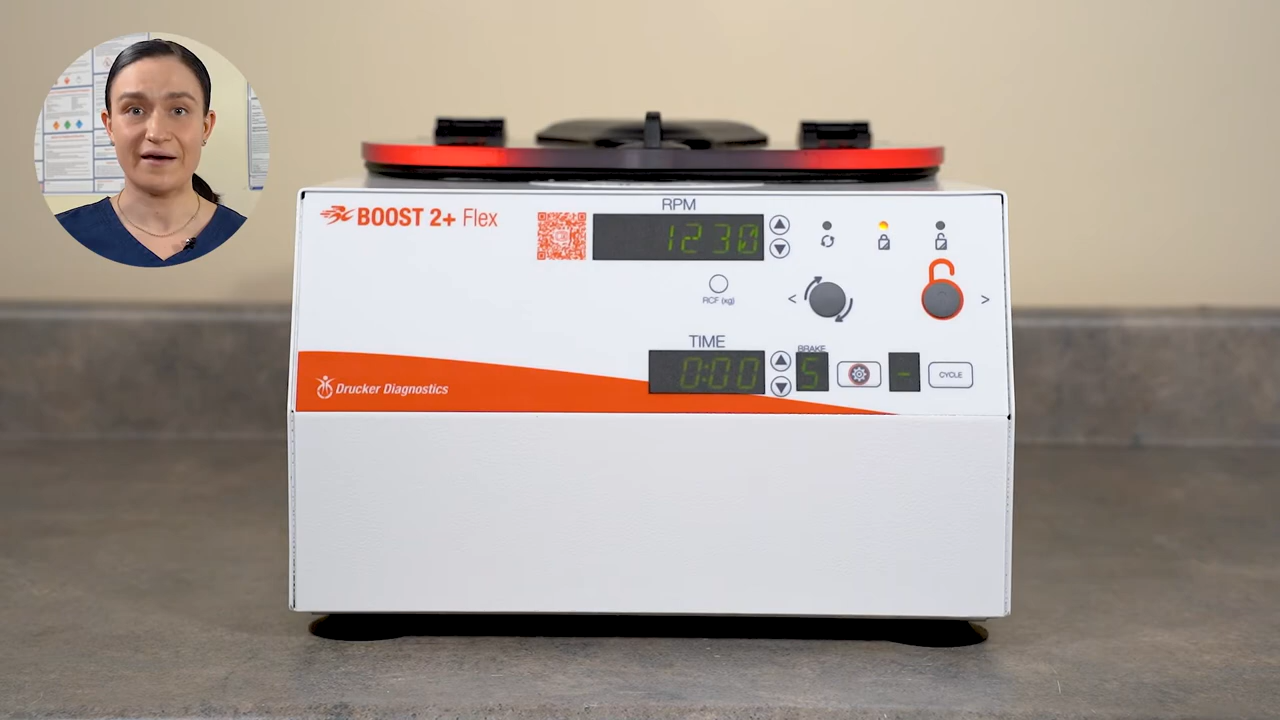 BOOST 2+ Flex
RPM
1230
RCF (xg)
< >
TIME
0:00
BRAKE
5
-
CYCLE
Drucker Diagnostics